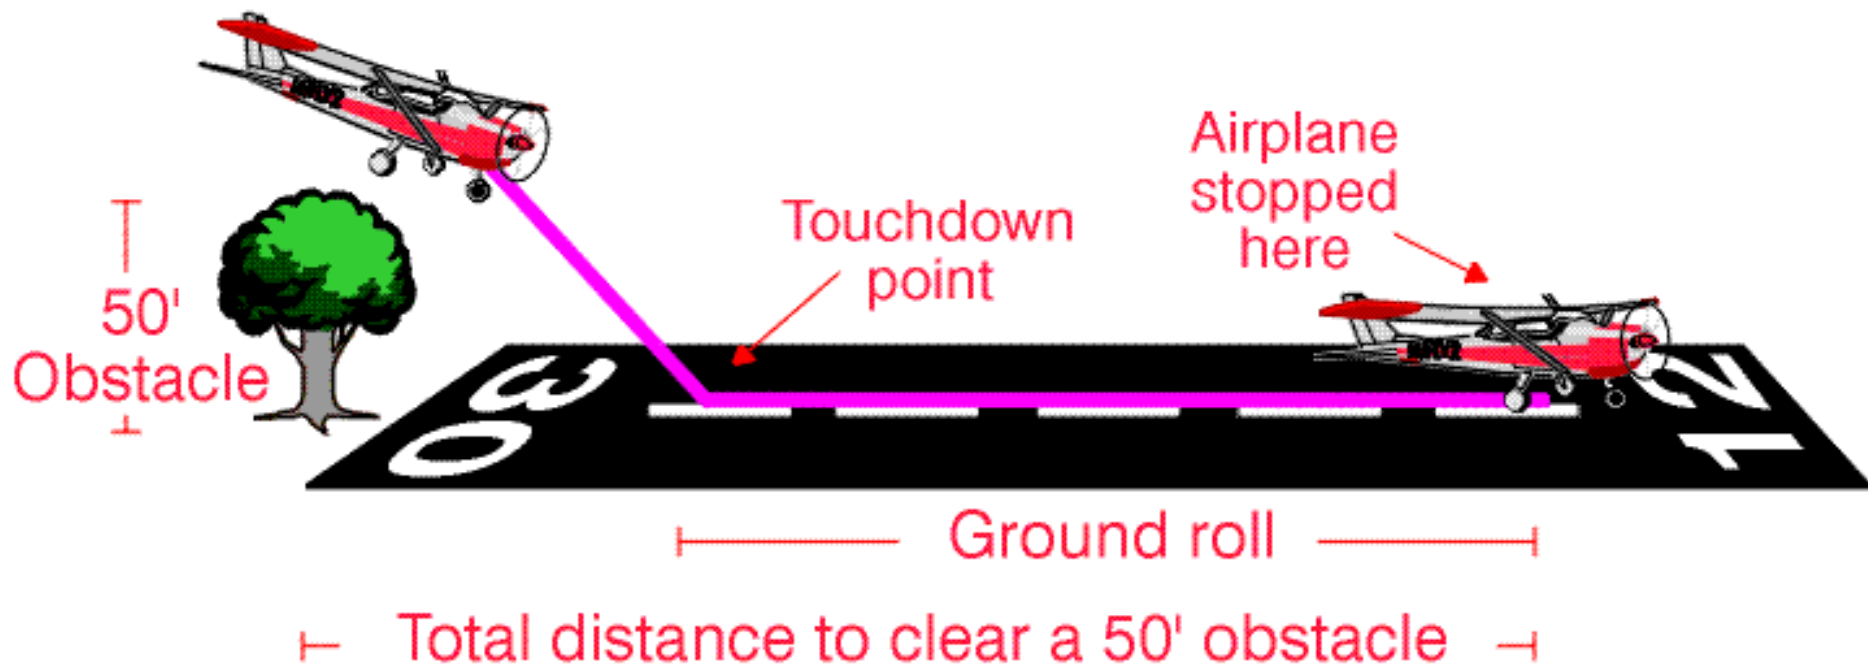 Airplane
stopped
here
Touchdown
point
50'
Obstacle
30
12
Ground roll
Total distance to clear a 50' obstacle